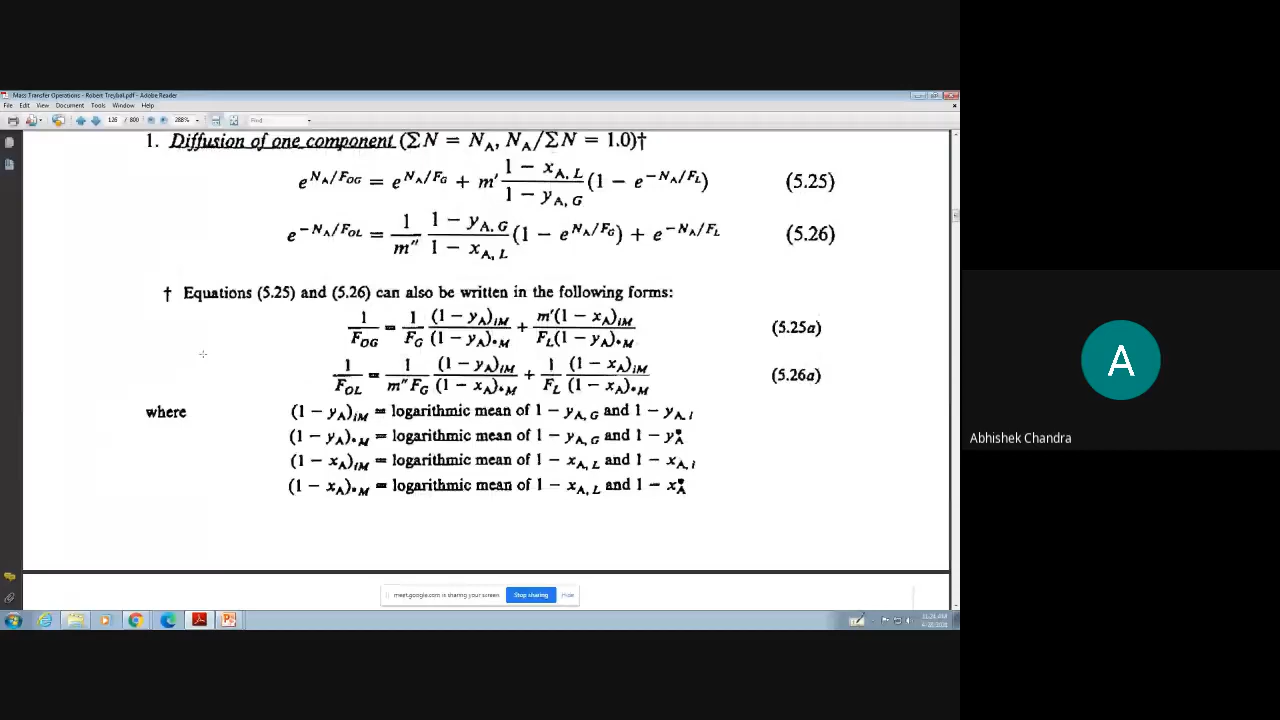 Mass Transfer Operations - Robert Treybal.pdf - Adobe Reader
File Edit View Document Tools Window Help
126 / 800 288% Find
1. Diffusion of one component (ΣN = N_A, N_A/ΣN = 1.0)†
e^{N_A/F_OG} = e^{N_A/F_G} + m' (1 − x_{A,L})/(1 − y_{A,G}) (1 − e^{−N_A/F_L}) (5.25)
e^{−N_A/F_OL} = (1/m'') (1 − y_{A,G})/(1 − x_{A,L}) (1 − e^{N_A/F_G}) + e^{−N_A/F_L} (5.26)
† Equations (5.25) and (5.26) can also be written in the following forms:
1/F_OG = (1/F_G) (1 − y_A)_{iM}/(1 − y_A)_{*M} + m'(1 − x_A)_{iM}/(F_L(1 − y_A)_{*M}) (5.25a)
1/F_OL = (1/(m''F_G)) (1 − y_A)_{iM}/(1 − x_A)_{*M} + (1/F_L) (1 − x_A)_{iM}/(1 − x_A)_{*M} (5.26a)
where (1 − y_A)_{iM} = logarithmic mean of 1 − y_{A,G} and 1 − y_{A,i}
(1 − y_A)_{*M} = logarithmic mean of 1 − y_{A,G} and 1 − y*_A
(1 − x_A)_{iM} = logarithmic mean of 1 − x_{A,L} and 1 − x_{A,i}
(1 − x_A)_{*M} = logarithmic mean of 1 − x_{A,L} and 1 − x*_A
meet.google.com is sharing your screen Stop sharing Hide
A
Abhishek Chandra